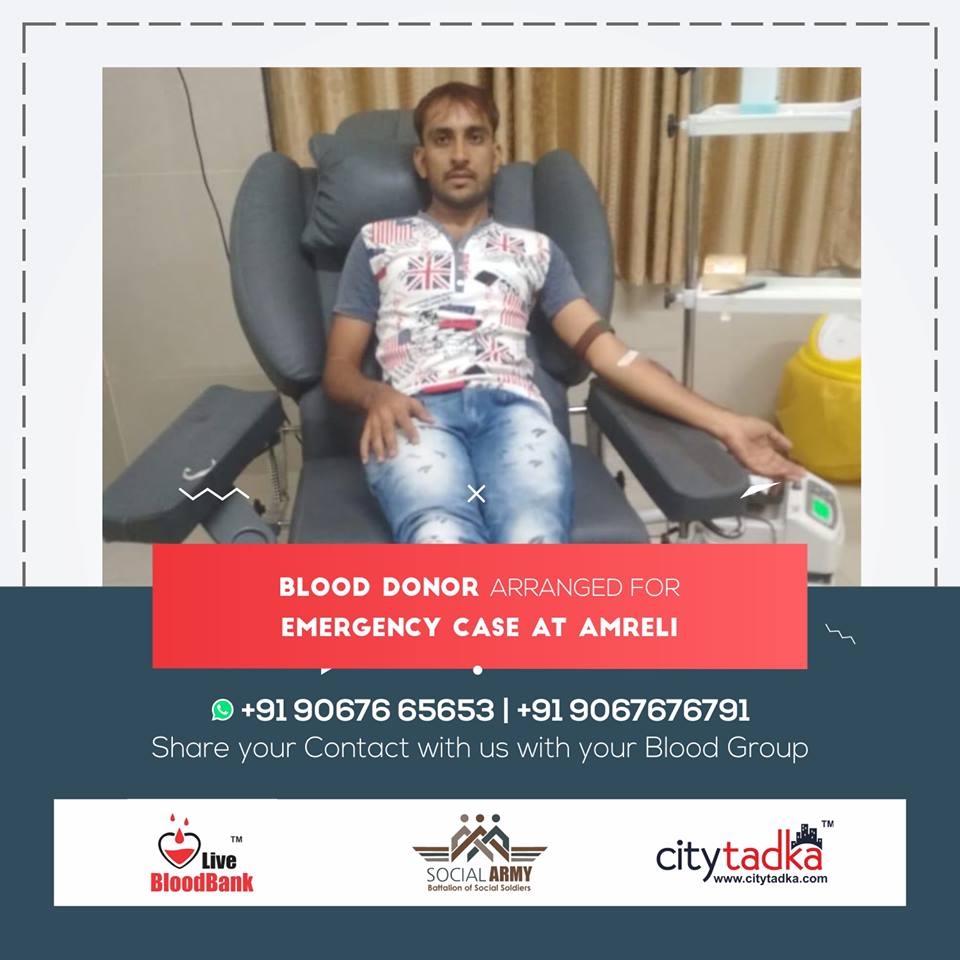 BLOOD DONOR ARRANGED FOR
EMERGENCY CASE AT AMRELI
+91 90676 65653 | +91 9067676791
Share your Contact with us with your Blood Group
Live TM
BloodBank
SOCIAL ARMY
Battalion of Social Soldiers
citytadka TM
www.citytadka.com